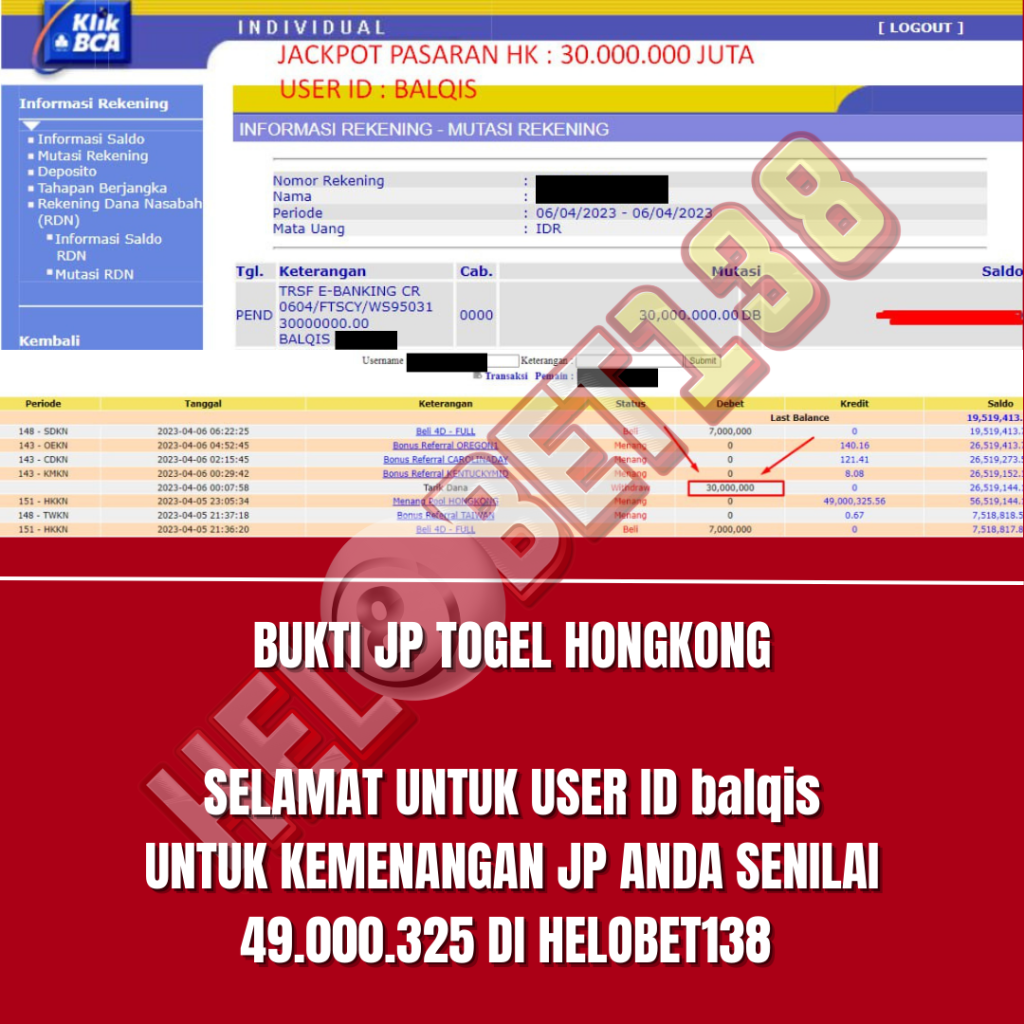 Klik
BCA
INDIVIDUAL
[ LOGOUT ]
JACKPOT PASARAN HK : 30.000.000 JUTA
USER ID : BALQIS
Informasi Rekening
Informasi Saldo
Mutasi Rekening
Deposito
Tahapan Berjangka
Rekening Dana Nasabah
(RDN)
Informasi Saldo
RDN
Mutasi RDN
Kembali
INFORMASI REKENING - MUTASI REKENING
Nomor Rekening :
Nama :
Periode : 06/04/2023 - 06/04/2023
Mata Uang : IDR
Tgl. Keterangan Cab. Mutasi Saldo
PEND TRSF E-BANKING CR 0000 30,000,000.00 DB
0604/FTSCY/WS95031
30000000.00
BALQIS
Username Keterangan : Submit
Transaksi Pemain :
Periode Tanggal Keterangan Status Debet Kredit Saldo
Last Balance 19,519,413.
148 - SDKN 2023-04-06 06:22:25 Beli 4D - FULL Beli 7,000,000 0 19,519,413.
143 - OEKN 2023-04-06 04:52:45 Bonus Referral OREGON1 Menang 0 140.16 26,519,413.
143 - CDKN 2023-04-06 02:15:45 Bonus Referral CAROLINADAY Menang 0 121.41 26,519,273.
143 - KMKN 2023-04-06 00:29:42 Bonus Referral KENTUCKYMID Menang 0 8.08 26,519,152.
2023-04-06 00:07:58 Tarik Dana Withdraw 30,000,000 0 26,519,144.
151 - HKKN 2023-04-05 23:05:34 Menang Pool HONGKONG Menang 0 49,000,325.56 56,519,144.
148 - TWKN 2023-04-05 21:37:18 Bonus Referral TAIWAN Menang 0 0.67 7,518,818.
151 - HKKN 2023-04-05 21:36:20 Beli 4D - FULL Beli 7,000,000 0 7,518,817.
HELOBET138
BUKTI JP TOGEL HONGKONG
SELAMAT UNTUK USER ID balqis
UNTUK KEMENANGAN JP ANDA SENILAI
49.000.325 DI HELOBET138